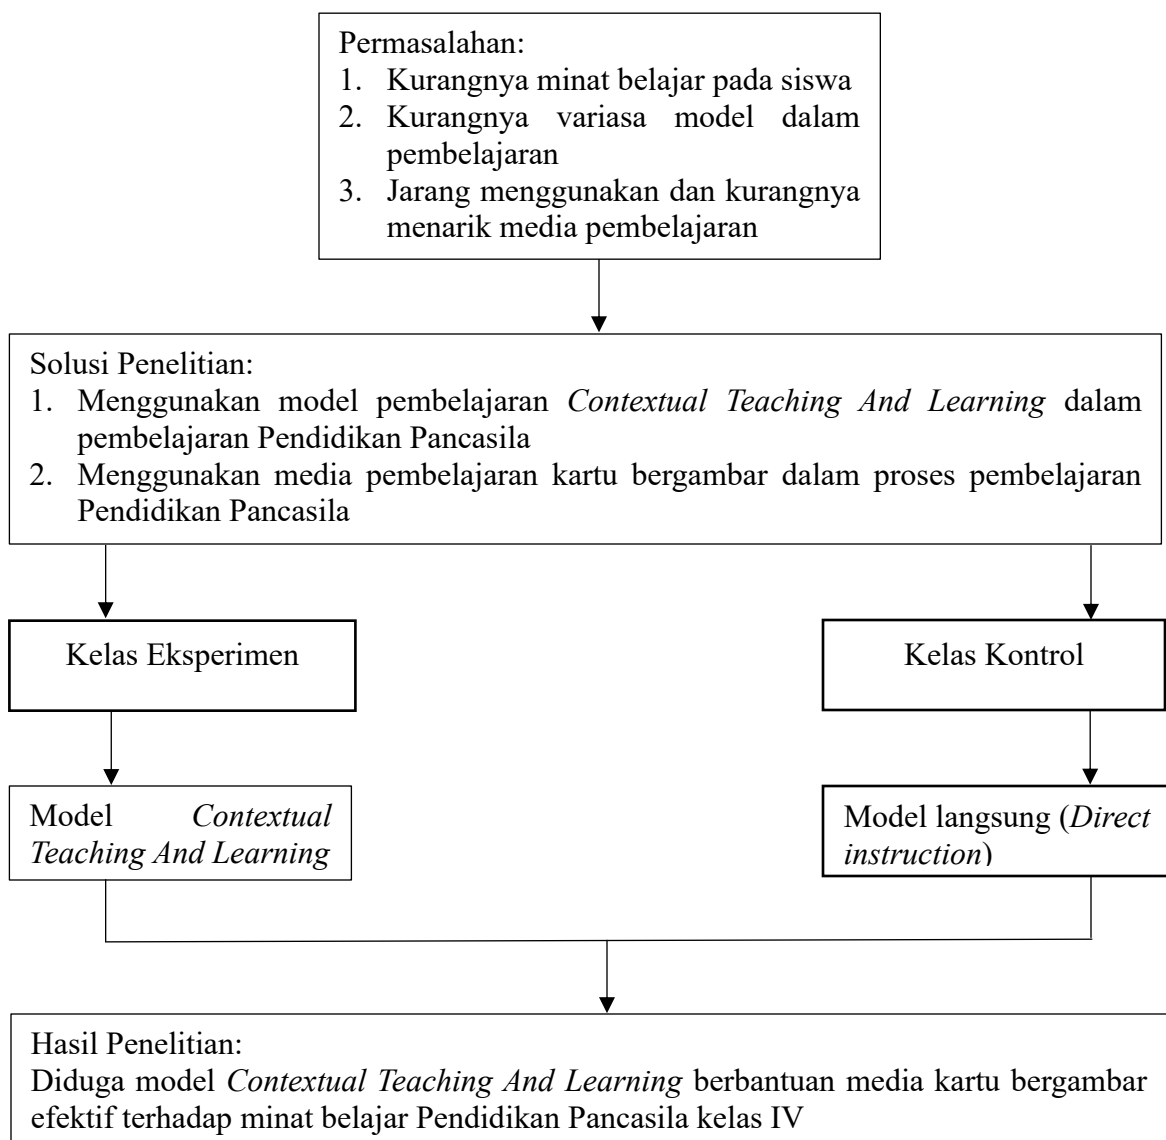 Permasalahan:
1. Kurangnya minat belajar pada siswa
2. Kurangnya variasa model dalam
pembelajaran
3. Jarang menggunakan dan kurangnya
menarik media pembelajaran
Solusi Penelitian:
1. Menggunakan model pembelajaran Contextual Teaching And Learning dalam
pembelajaran Pendidikan Pancasila
2. Menggunakan media pembelajaran kartu bergambar dalam proses pembelajaran
Pendidikan Pancasila
Kelas Eksperimen
Kelas Kontrol
Model Contextual
Teaching And Learning
Model langsung (Direct
instruction)
Hasil Penelitian:
Diduga model Contextual Teaching And Learning berbantuan media kartu bergambar
efektif terhadap minat belajar Pendidikan Pancasila kelas IV